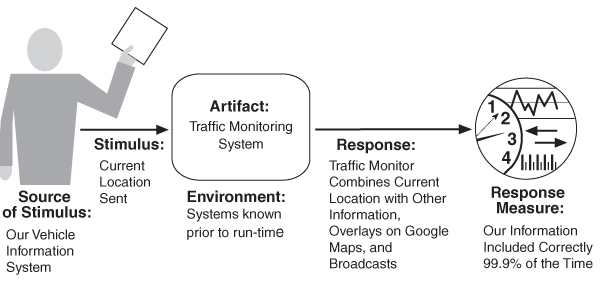 Source
of Stimulus:
Our Vehicle
Information
System
Stimulus:
Current
Location
Sent
Artifact:
Traffic Monitoring
System
Environment:
Systems known
prior to run-time
Response:
Traffic Monitor
Combines Current
Location with Other
Information,
Overlays on Google
Maps, and
Broadcasts
1
2
3
4
Response
Measure:
Our Information
Included Correctly
99.9% of the Time